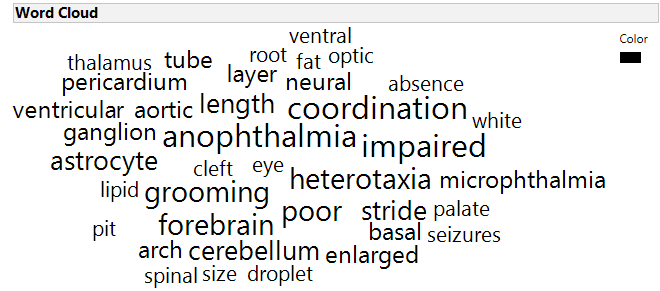 Word Cloud
Color
ventral
thalamus tube root fat optic
pericardium layer neural absence
ventricular aortic length coordination white
ganglion anophthalmia impaired
astrocyte cleft eye heterotaxia microphthalmia
lipid grooming
pit forebrain poor stride palate
arch cerebellum enlarged basal seizures
spinal size droplet